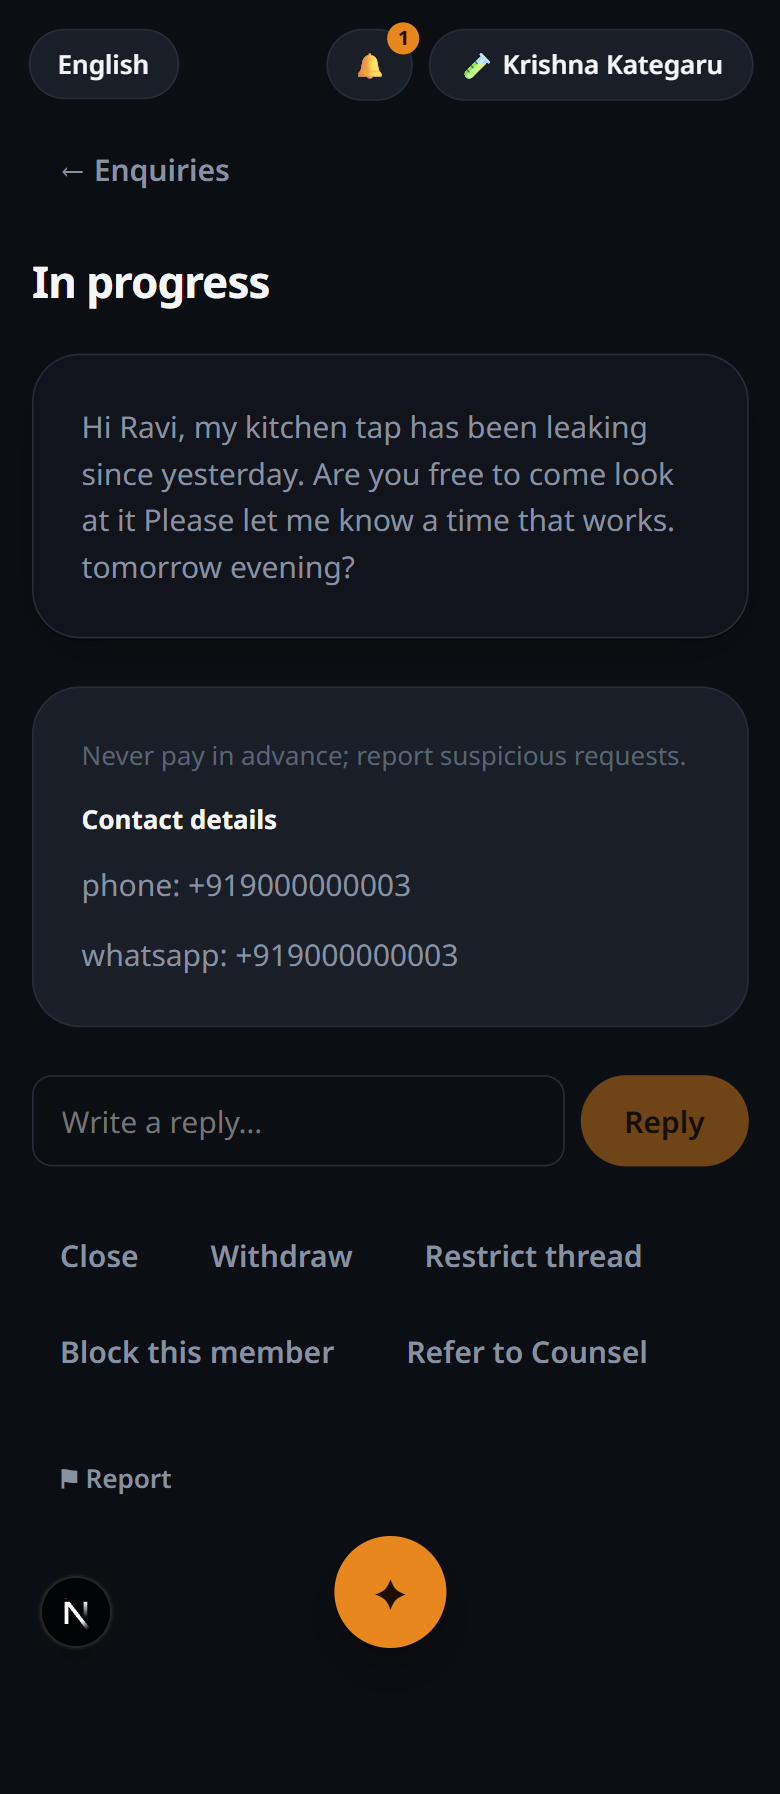 English
1
Krishna Kategaru
← Enquiries
In progress
Hi Ravi, my kitchen tap has been leaking
since yesterday. Are you free to come look
at it Please let me know a time that works.
tomorrow evening?
Never pay in advance; report suspicious requests.
Contact details
phone: +919000000003
whatsapp: +919000000003
Write a reply...
Reply
Close Withdraw Restrict thread
Block this member Refer to Counsel
⚑ Report
N